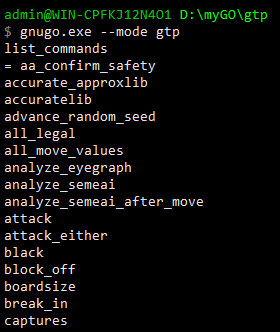 admin@WIN-CPFKJ12N4O1 D:\myGO\gtp
$ gnugo.exe --mode gtp
list_commands
= aa_confirm_safety
accurate_approxlib
accuratelib
advance_random_seed
all_legal
all_move_values
analyze_eyegraph
analyze_semeai
analyze_semeai_after_move
attack
attack_either
black
block_off
boardsize
break_in
captures